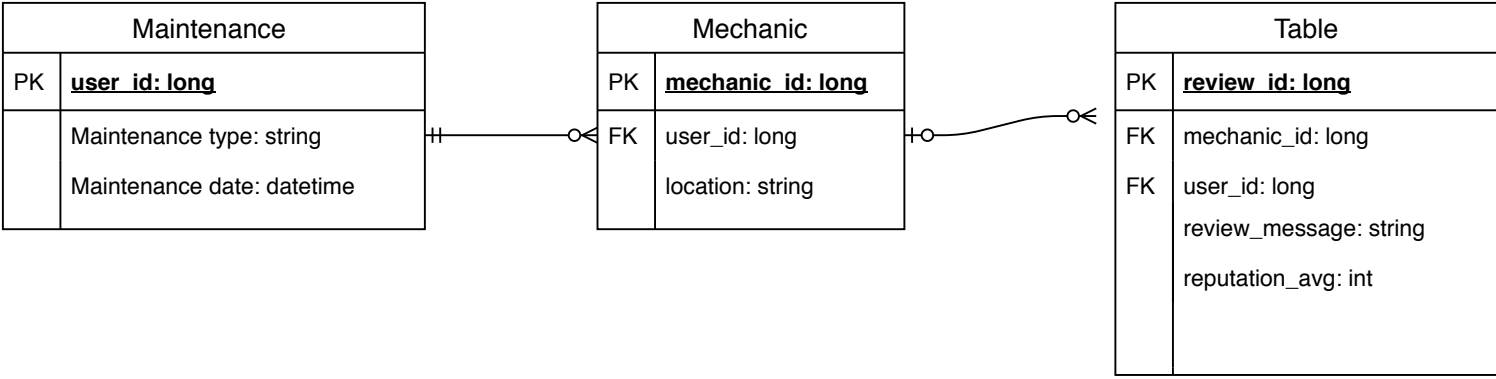 Maintenance
PK user_id: long
Maintenance type: string
Maintenance date: datetime
Mechanic
PK mechanic_id: long
FK user_id: long
location: string
Table
PK review_id: long
FK mechanic_id: long
FK user_id: long
review_message: string
reputation_avg: int